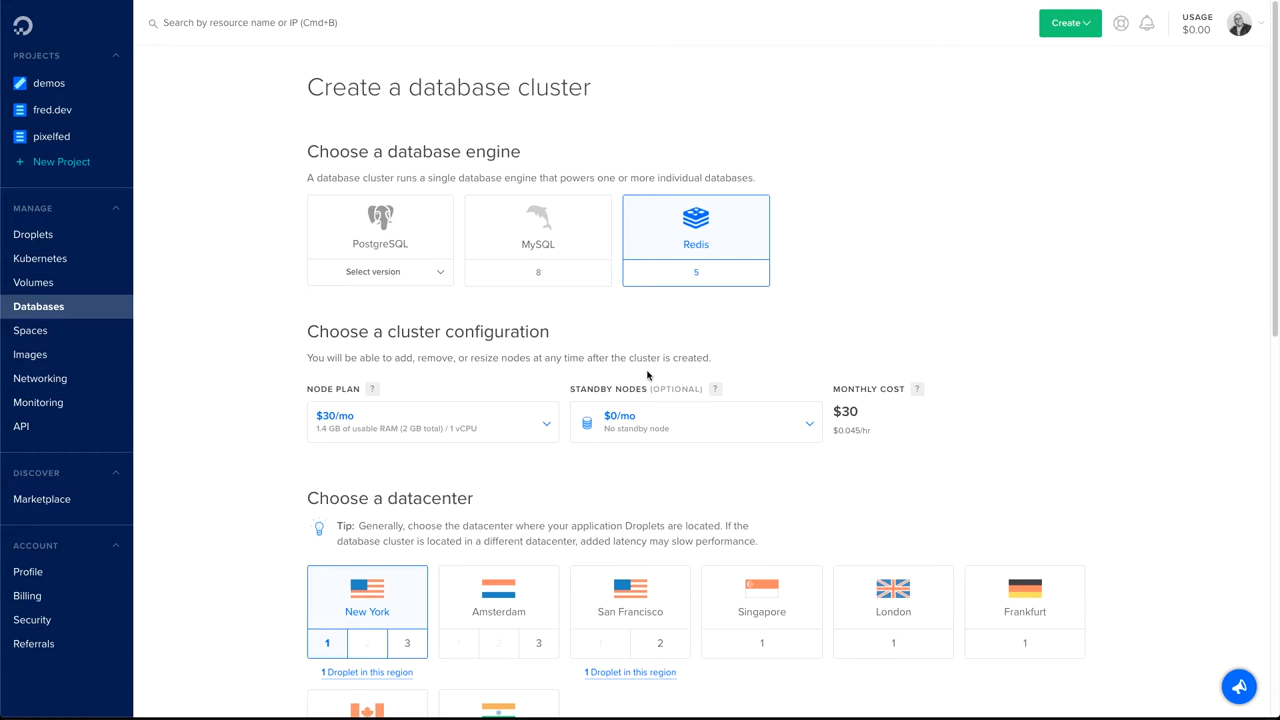 Search by resource name or IP (Cmd+B)
Create
USAGE
$0.00
PROJECTS
demos
fred.dev
pixelfed
+ New Project
MANAGE
Droplets
Kubernetes
Volumes
Databases
Spaces
Images
Networking
Monitoring
API
DISCOVER
Marketplace
ACCOUNT
Profile
Billing
Security
Referrals
Create a database cluster
Choose a database engine
A database cluster runs a single database engine that powers one or more individual databases.
PostgreSQL
Select version
MySQL
8
Redis
5
Choose a cluster configuration
You will be able to add, remove, or resize nodes at any time after the cluster is created.
NODE PLAN ?
$30/mo
1.4 GB of usable RAM (2 GB total) / 1 vCPU
STANDBY NODES (OPTIONAL) ?
$0/mo
No standby node
MONTHLY COST ?
$30
$0.045/hr
Choose a datacenter
Tip: Generally, choose the datacenter where your application Droplets are located. If the
database cluster is located in a different datacenter, added latency may slow performance.
New York
1 2 3
1 Droplet in this region
Amsterdam
1 2 3
San Francisco
1 2
1 Droplet in this region
Singapore
1
London
1
Frankfurt
1